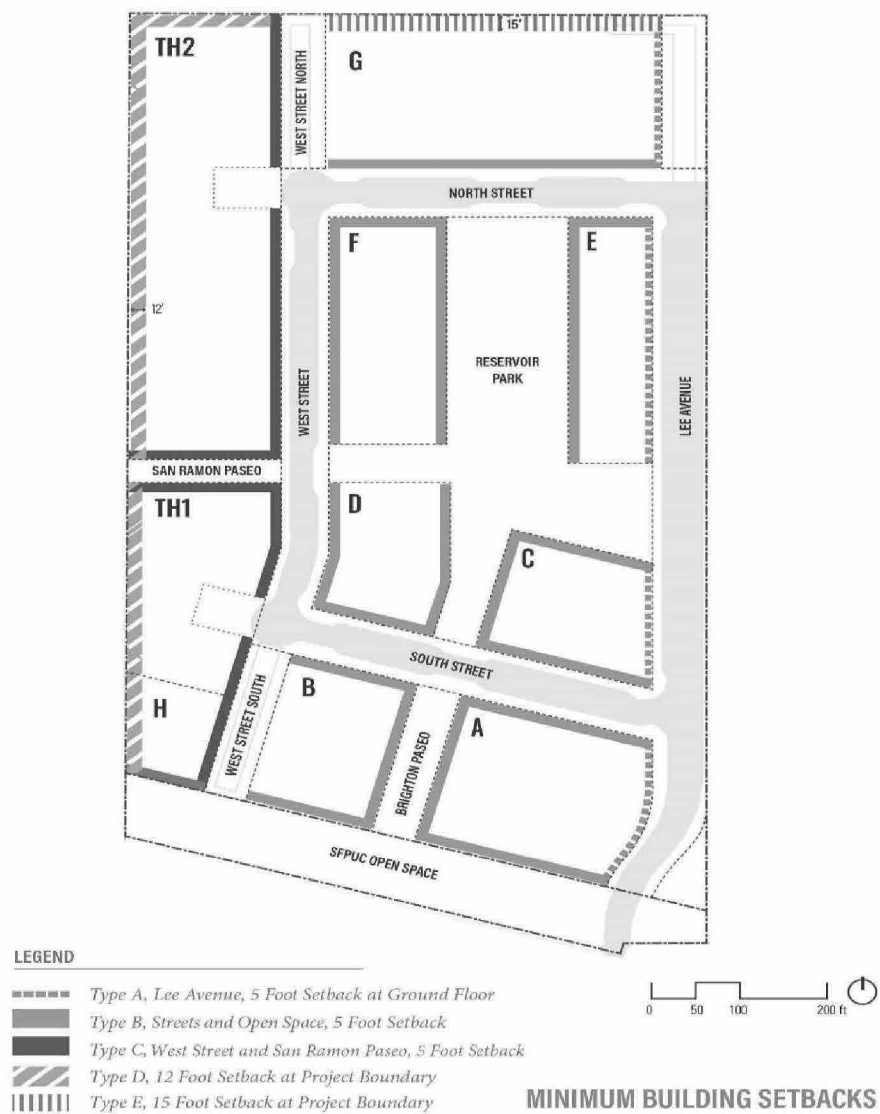 TH2
WEST STREET NORTH
15'
G
NORTH STREET
F
E
12'
RESERVOIR
PARK
WEST STREET
LEE AVENUE
SAN RAMON PASEO
TH1
D
C
SOUTH STREET
H
WEST STREET SOUTH
B
BRIGHTON PASEO
A
SFPUC OPEN SPACE
LEGEND
Type A, Lee Avenue, 5 Foot Setback at Ground Floor
Type B, Streets and Open Space, 5 Foot Setback
Type C, West Street and San Ramon Paseo, 5 Foot Setback
Type D, 12 Foot Setback at Project Boundary
Type E, 15 Foot Setback at Project Boundary
0 50 100 200 ft
MINIMUM BUILDING SETBACKS